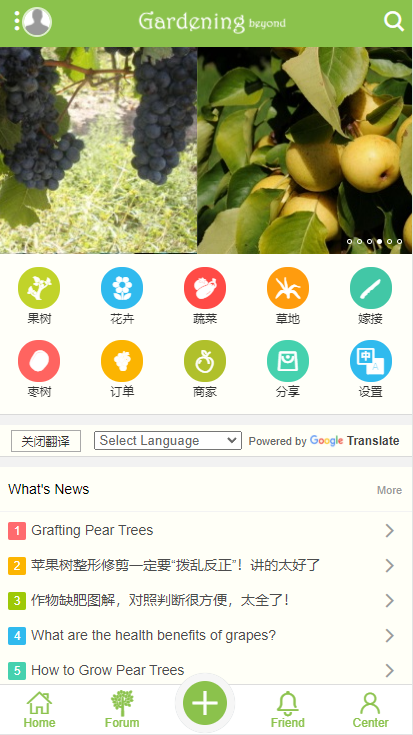 Gardening beyond
果树 花卉 蔬菜 草地 嫁接
中 A
枣树 订单 商家 分享 设置
关闭翻译 Select Language Powered by Google Translate
What's News More
1 Grafting Pear Trees
2 苹果树整形修剪一定要“拨乱反正”！讲的太好了
3 作物缺肥图解，对照判断很方便，太全了！
4 What are the health benefits of grapes?
5 How to Grow Pear Trees
Home Forum Friend Center